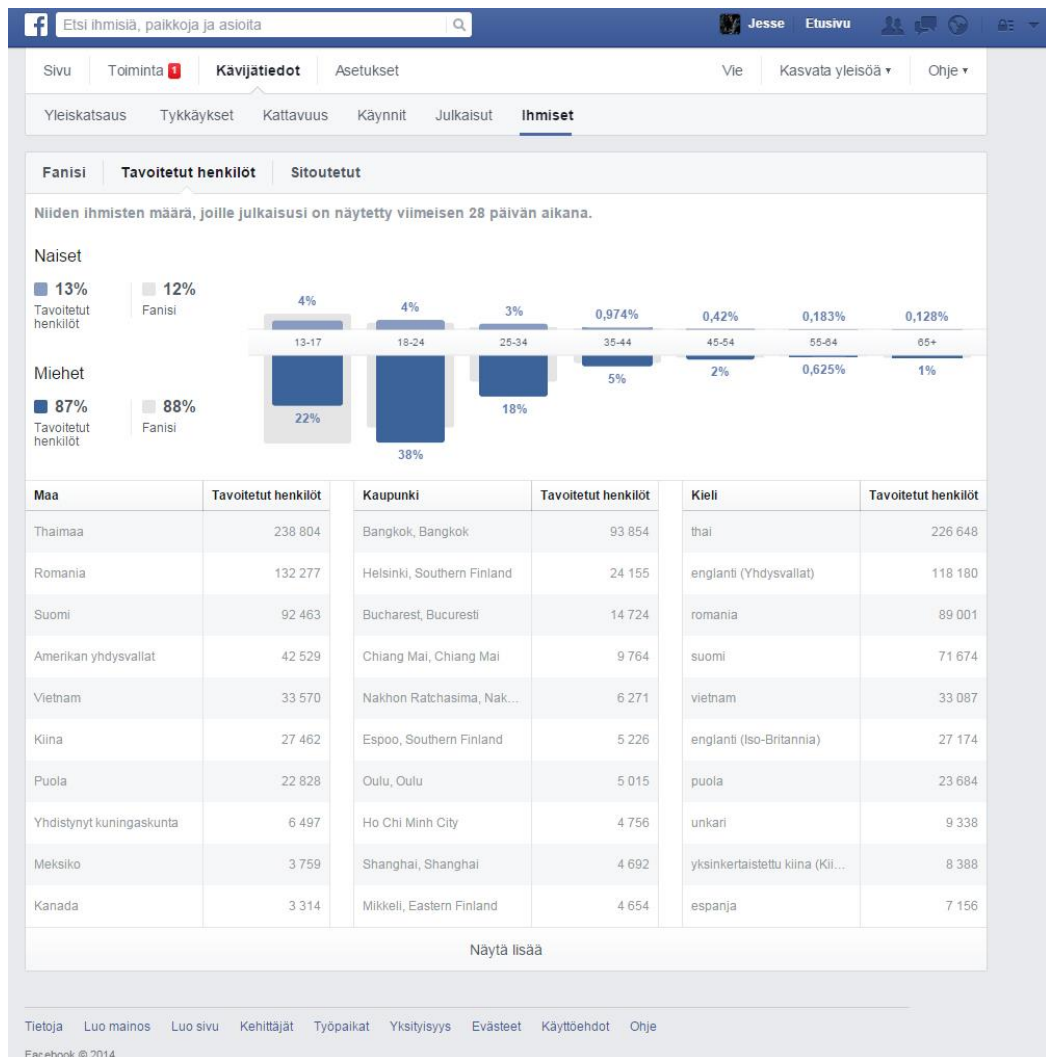 f Etsi ihmisiä, paikkoja ja asioita Jesse Etusivu
Sivu Toiminta 1 Kävijätiedot Asetukset Vie Kasvata yleisöä Ohje
Yleiskatsaus Tykkäykset Kattavuus Käynnit Julkaisut Ihmiset
Fanisi Tavoitetut henkilöt Sitoutetut
Niiden ihmisten määrä, joille julkaisusi on näytetty viimeisen 28 päivän aikana.
Naiset
13% Tavoitetut henkilöt
12% Fanisi
4% 4% 3% 0,974% 0,42% 0,183% 0,128%
13-17 18-24 25-34 35-44 45-54 55-64 65+
Miehet
87% Tavoitetut henkilöt
88% Fanisi
22% 38% 18% 5% 2% 0,625% 1%
Maa Tavoitetut henkilöt Kaupunki Tavoitetut henkilöt Kieli Tavoitetut henkilöt
Thaimaa 238 804 Bangkok, Bangkok 93 854 thai 226 648
Romania 132 277 Helsinki, Southern Finland 24 155 englanti (Yhdysvallat) 118 180
Suomi 92 463 Bucharest, Bucuresti 14 724 romania 89 001
Amerikan yhdysvallat 42 529 Chiang Mai, Chiang Mai 9 764 suomi 71 674
Vietnam 33 570 Nakhon Ratchasima, Nak... 6 271 vietnam 33 087
Kiina 27 462 Espoo, Southern Finland 5 226 englanti (Iso-Britannia) 27 174
Puola 22 828 Oulu, Oulu 5 015 puola 23 684
Yhdistynyt kuningaskunta 6 497 Ho Chi Minh City 4 756 unkari 9 338
Meksiko 3 759 Shanghai, Shanghai 4 692 yksinkertaistettu kiina (Kii... 8 388
Kanada 3 314 Mikkeli, Eastern Finland 4 654 espanja 7 156
Näytä lisää
Tietoja Luo mainos Luo sivu Kehittäjät Työpaikat Yksityisyys Evästeet Käyttöehdot Ohje
Facebook © 2014